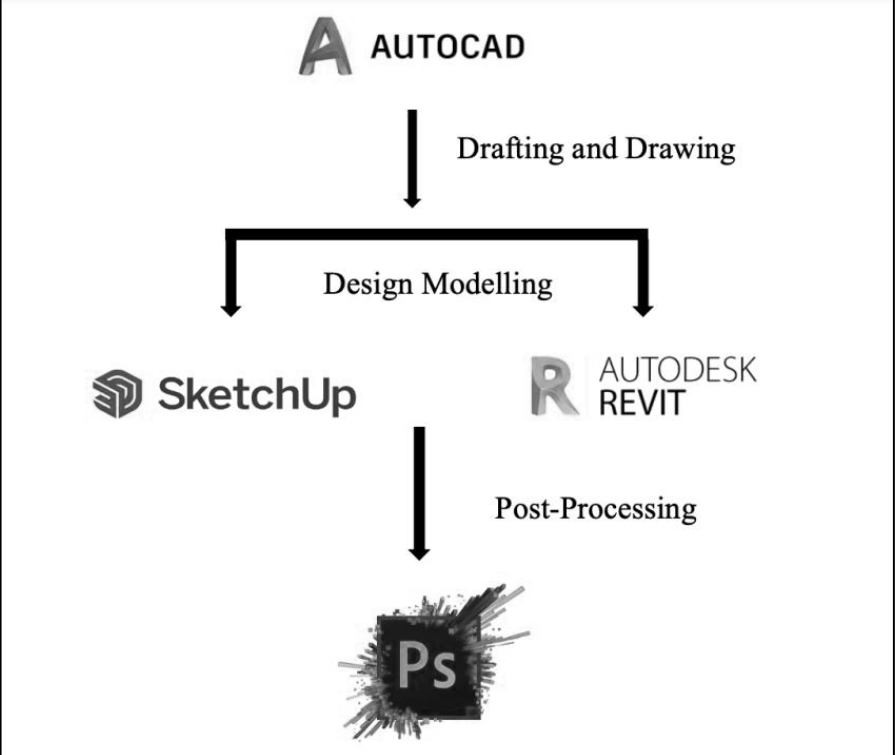 AUTOCAD
Drafting and Drawing
Design Modelling
SketchUp
AUTODESK
REVIT
Post-Processing
Ps